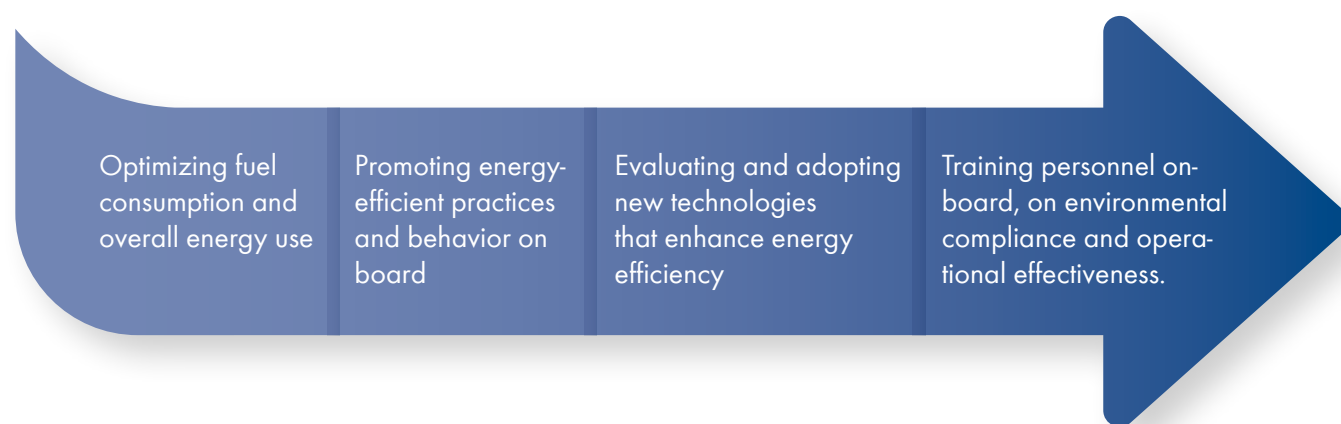 Optimizing fuel
consumption and
overall energy use
Promoting energy-
efficient practices
and behavior on
board
Evaluating and adopting
new technologies
that enhance energy
efficiency
Training personnel on-
board, on environmental
compliance and opera-
tional effectiveness.